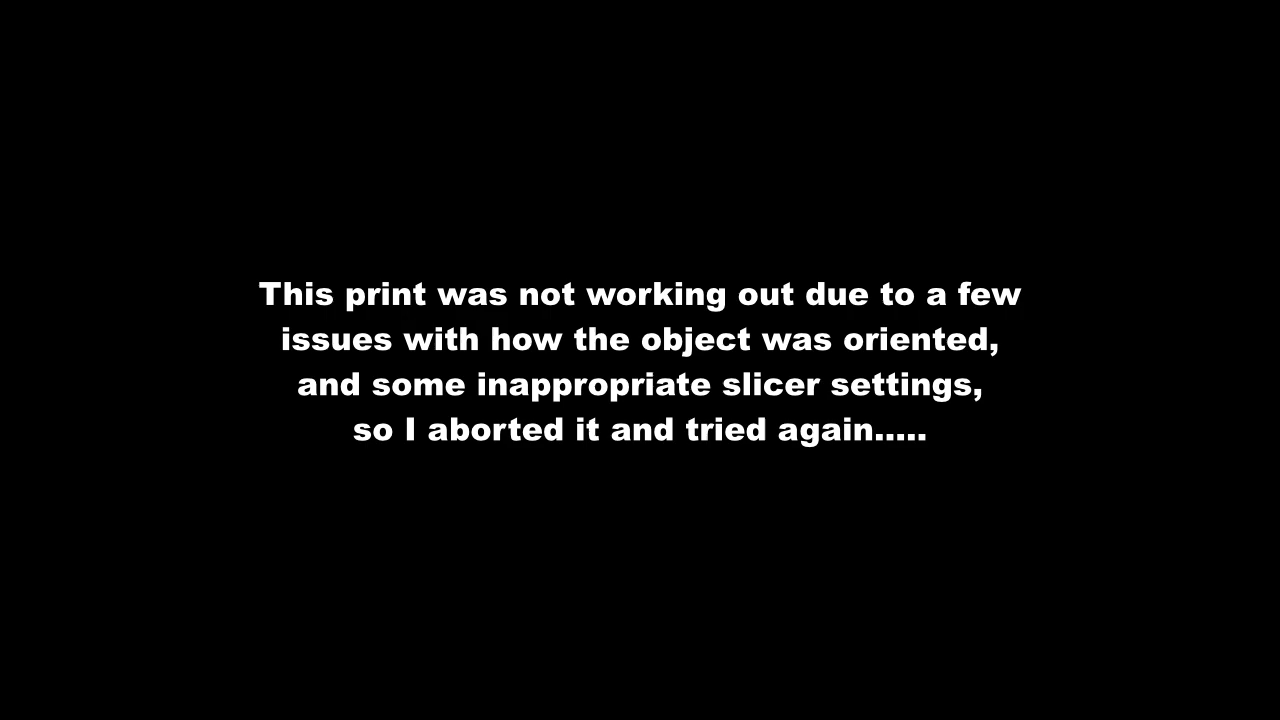 This print was not working out due to a few
issues with how the object was oriented,
and some inappropriate slicer settings,
so I aborted it and tried again.....